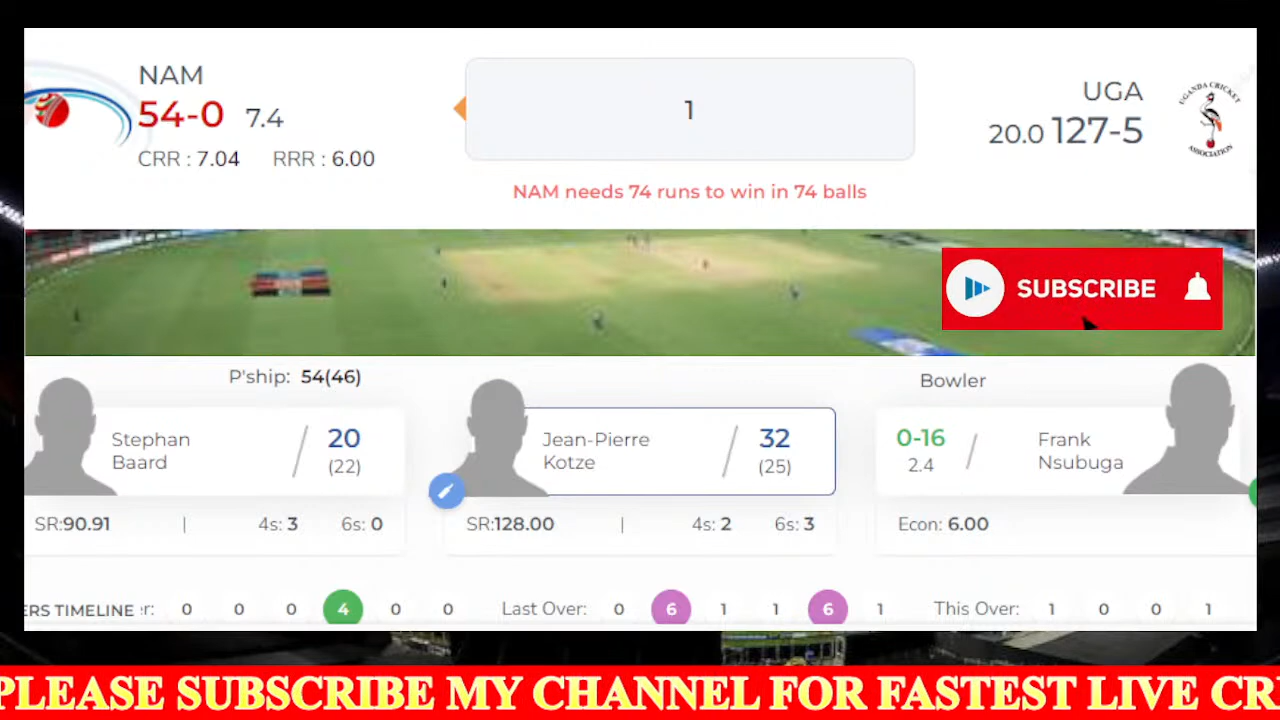 NAM
54-0 7.4
CRR : 7.04 RRR : 6.00
1
NAM needs 74 runs to win in 74 balls
UGA
20.0 127-5
UGANDA CRICKET
ASSOCIATION
SUBSCRIBE
P'ship: 54(46)
Stephan
Baard
20
(22)
SR:90.91 | 4s: 3 6s: 0
Jean-Pierre
Kotze
32
(25)
SR:128.00 | 4s: 2 6s: 3
Bowler
0-16
2.4
Frank
Nsubuga
Econ: 6.00
ERS TIMELINE r: 0 0 0 4 0 0 Last Over: 0 6 1 1 6 1 This Over: 1 0 0 1
PLEASE SUBSCRIBE MY CHANNEL FOR FASTEST LIVE CR